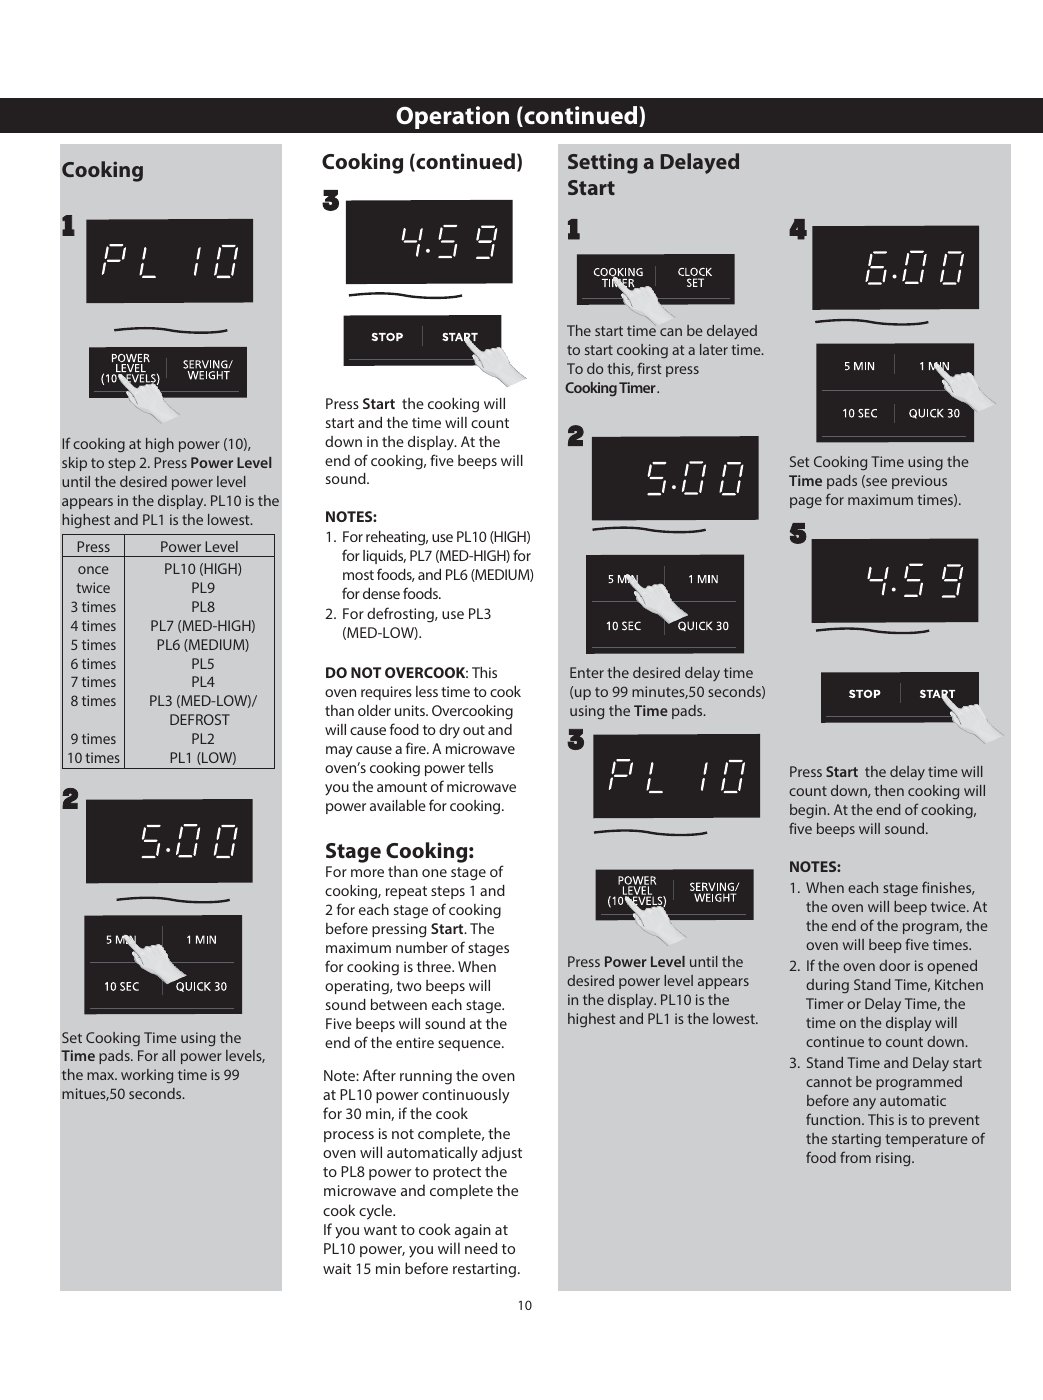 Operation (continued)
Cooking
1
PL 10
POWER
LEVEL
(10 LEVELS)
SERVING/
WEIGHT
If cooking at high power (10),
skip to step 2. Press Power Level
until the desired power level
appears in the display. PL10 is the
highest and PL1 is the lowest.
Press Power Level
once PL10 (HIGH)
twice PL9
3 times PL8
4 times PL7 (MED-HIGH)
5 times PL6 (MEDIUM)
6 times PL5
7 times PL4
8 times PL3 (MED-LOW)/
DEFROST
9 times PL2
10 times PL1 (LOW)
2
5.00
5 MIN 1 MIN
10 SEC QUICK 30
Set Cooking Time using the
Time pads. For all power levels,
the max. working time is 99
mitues,50 seconds.
Cooking (continued)
3
4.59
STOP START
Press Start the cooking will
start and the time will count
down in the display. At the
end of cooking, five beeps will
sound.
NOTES:
1. For reheating, use PL10 (HIGH)
for liquids, PL7 (MED-HIGH) for
most foods, and PL6 (MEDIUM)
for dense foods.
2. For defrosting, use PL3
(MED-LOW).
DO NOT OVERCOOK: This
oven requires less time to cook
than older units. Overcooking
will cause food to dry out and
may cause a fire. A microwave
oven's cooking power tells
you the amount of microwave
power available for cooking.
Stage Cooking:
For more than one stage of
cooking, repeat steps 1 and
2 for each stage of cooking
before pressing Start. The
maximum number of stages
for cooking is three. When
operating, two beeps will
sound between each stage.
Five beeps will sound at the
end of the entire sequence.
Note: After running the oven
at PL10 power continuously
for 30 min, if the cook
process is not complete, the
oven will automatically adjust
to PL8 power to protect the
microwave and complete the
cook cycle.
If you want to cook again at
PL10 power, you will need to
wait 15 min before restarting.
Setting a Delayed
Start
1
COOKING
TIMER
CLOCK
SET
The start time can be delayed
to start cooking at a later time.
To do this, first press
Cooking Timer.
2
5.00
5 MIN 1 MIN
10 SEC QUICK 30
Enter the desired delay time
(up to 99 minutes,50 seconds)
using the Time pads.
3
PL 10
POWER
LEVEL
(10 LEVELS)
SERVING/
WEIGHT
Press Power Level until the
desired power level appears
in the display. PL10 is the
highest and PL1 is the lowest.
4
6.00
5 MIN 1 MIN
10 SEC QUICK 30
Set Cooking Time using the
Time pads (see previous
page for maximum times).
5
4.59
STOP START
Press Start the delay time will
count down, then cooking will
begin. At the end of cooking,
five beeps will sound.
NOTES:
1. When each stage finishes,
the oven will beep twice. At
the end of the program, the
oven will beep five times.
2. If the oven door is opened
during Stand Time, Kitchen
Timer or Delay Time, the
time on the display will
continue to count down.
3. Stand Time and Delay start
cannot be programmed
before any automatic
function. This is to prevent
the starting temperature of
food from rising.
10